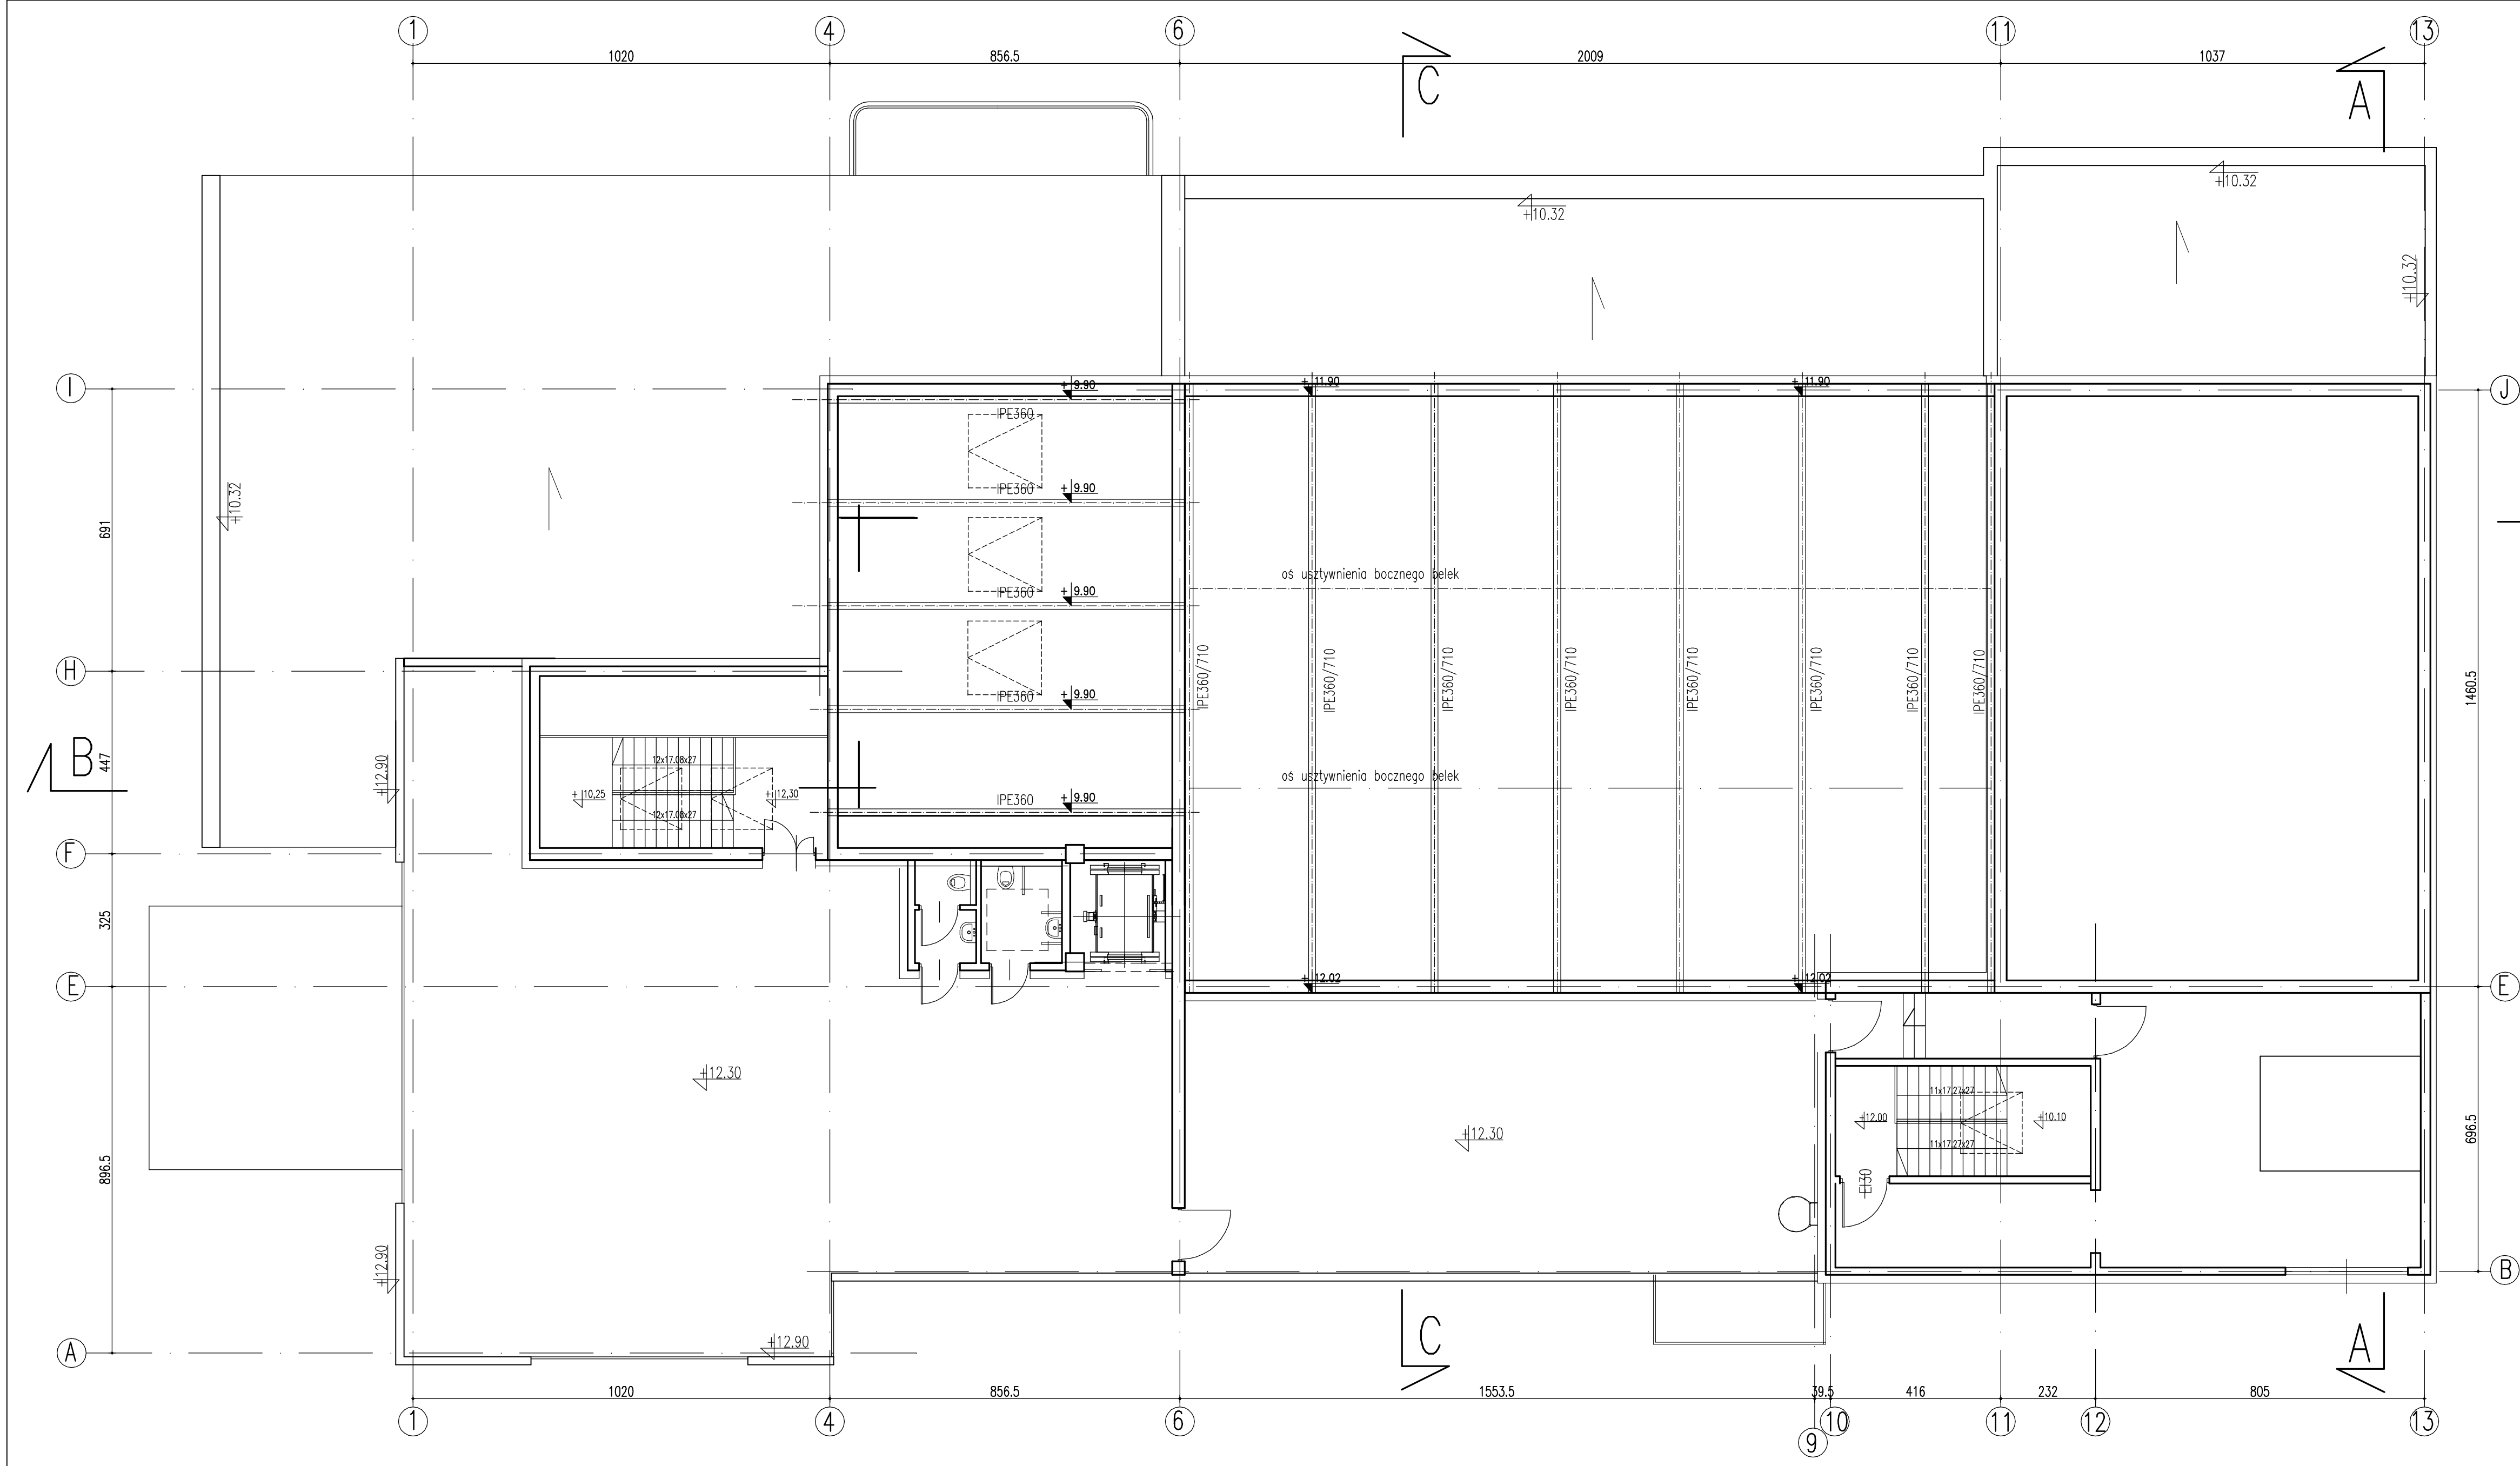 1
4
6
11
13
1020
856.5
2009
1037
C
A
+10.32
+10.32
+10.32
+10.32
I
J
+ 9.90
+ 11.90
+ 11.90
IPE360
IPE360
+ 9.90
691
oś usztywnienia bocznego belek
IPE360
+ 9.90
H
IPE360/710
IPE360/710
IPE360/710
IPE360/710
IPE360/710
IPE360/710
IPE360/710
IPE360/710
1460.5
IPE360
+ 9.90
B
447
+12.90
12x17.08x27
+10,25
+12,30
12x17.08x27
oś usztywnienia bocznego belek
IPE360
+ 9.90
F
325
E
+ 12.02
+ 12.02
E
+12.30
+12.30
11x17,27x27
+12.00
+10.10
11x17,27x27
EI30
896.5
696.5
+12.90
B
A
+12.90
C
A
1020
856.5
1553.5
39.5
416
232
805
1
4
6
9
10
11
12
13